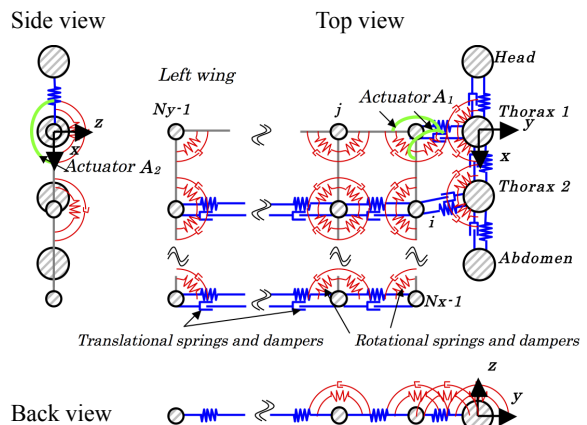 Side view
Top view
Head
Left wing
Ny-1
j
Actuator A1
Thorax 1
z
y
x
x
Actuator A2
Thorax 2
i
Abdomen
Nx-1
Translational springs and dampers
Rotational springs and dampers
z
y
Back view